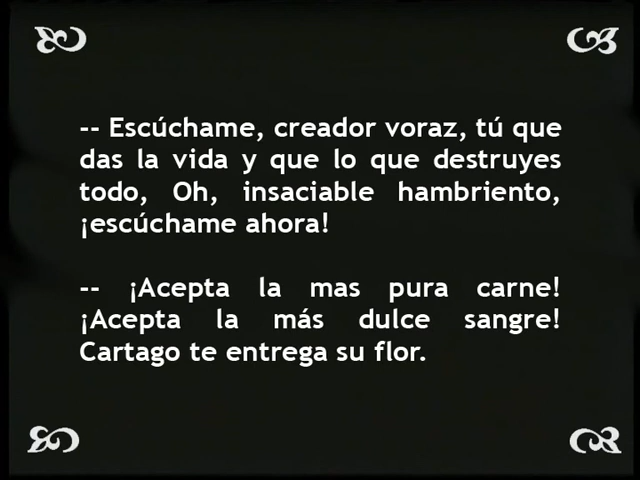 -- Escúchame, creador voraz, tú que
das la vida y que lo que destruyes
todo, Oh, insaciable hambriento,
¡escúchame ahora!
-- ¡Acepta la mas pura carne!
¡Acepta la más dulce sangre!
Cartago te entrega su flor.